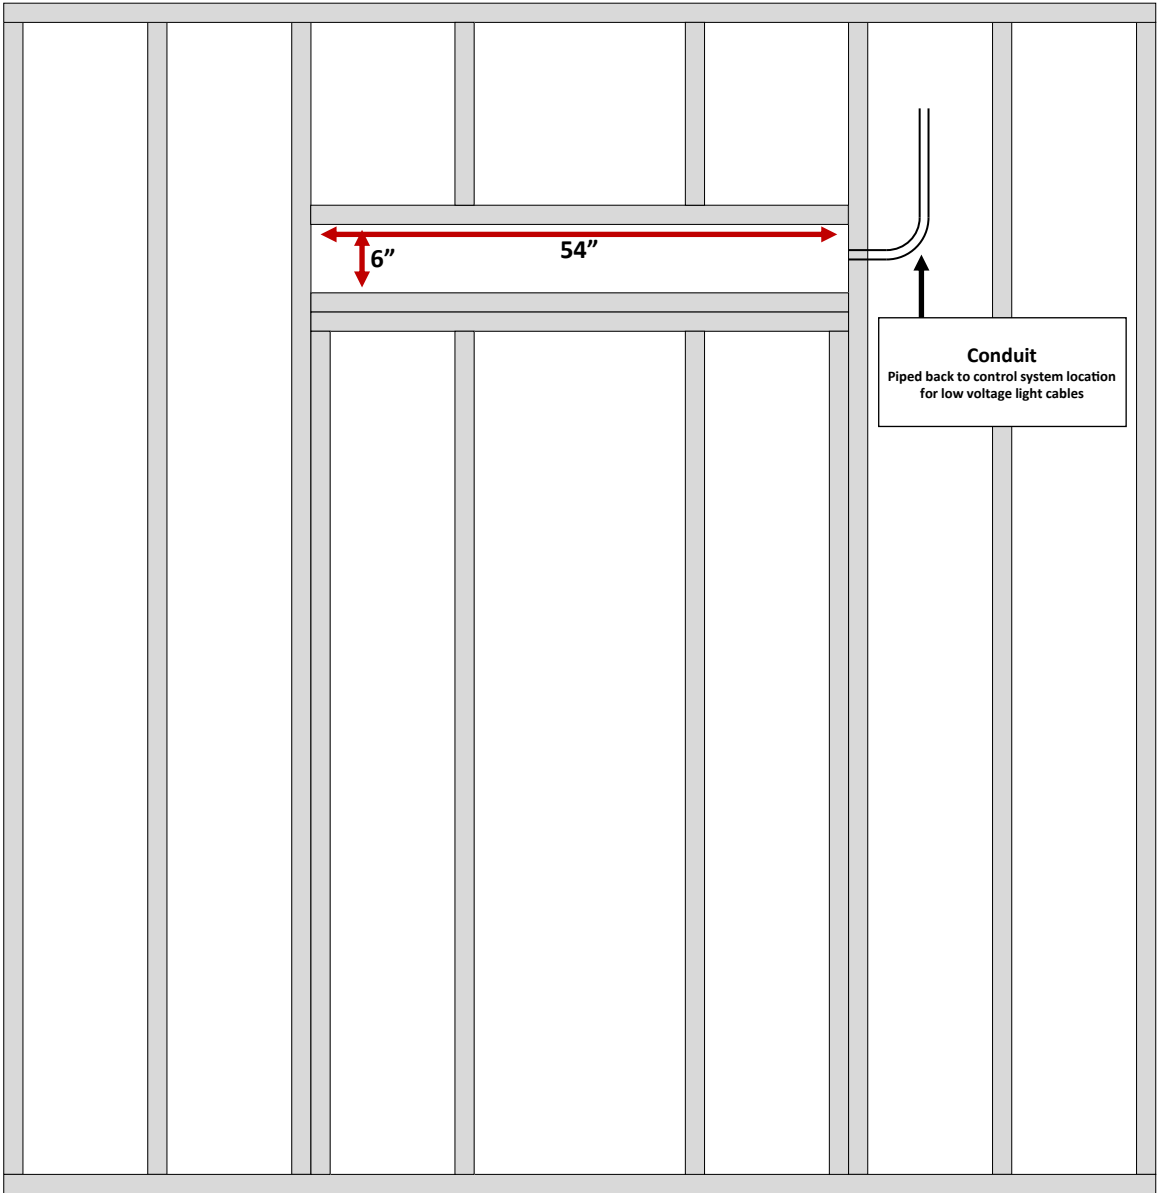 54”
6”
Conduit
Piped back to control system location
for low voltage light cables